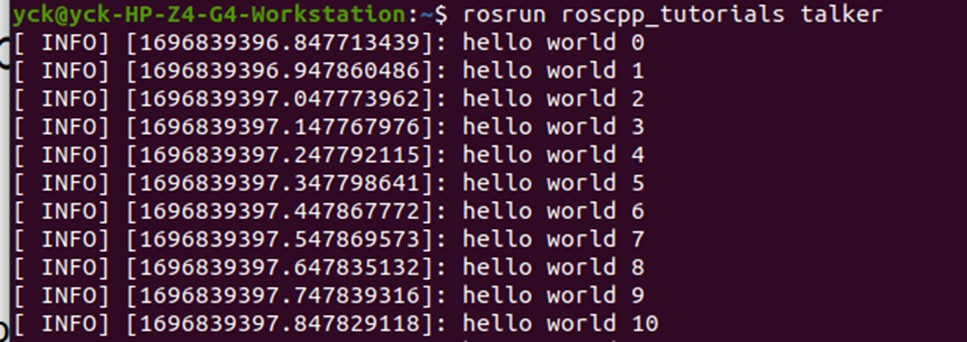 yck@yck-HP-Z4-G4-Workstation:~$ rosrun roscpp_tutorials talker
[ INFO] [1696839396.847713439]: hello world 0
[ INFO] [1696839396.947860486]: hello world 1
[ INFO] [1696839397.047773962]: hello world 2
[ INFO] [1696839397.147767976]: hello world 3
[ INFO] [1696839397.247792115]: hello world 4
[ INFO] [1696839397.347798641]: hello world 5
[ INFO] [1696839397.447867772]: hello world 6
[ INFO] [1696839397.547869573]: hello world 7
[ INFO] [1696839397.647835132]: hello world 8
[ INFO] [1696839397.747839316]: hello world 9
[ INFO] [1696839397.847829118]: hello world 10